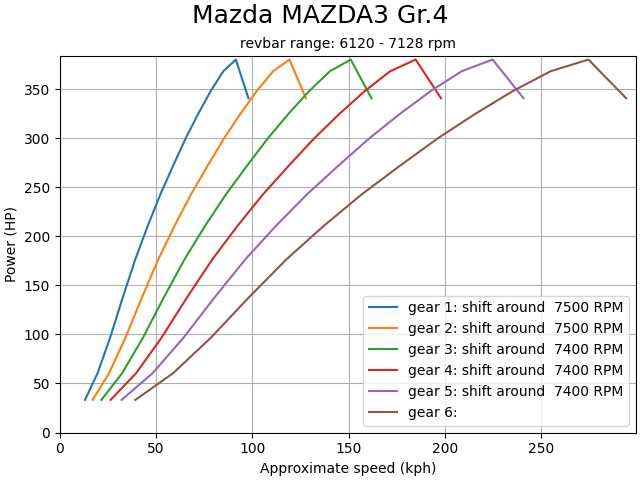 Mazda MAZDA3 Gr.4
revbar range: 6120 - 7128 rpm
Power (HP)
350
300
250
200
150
100
50
0
gear 1: shift around  7500 RPM
gear 2: shift around  7500 RPM
gear 3: shift around  7400 RPM
gear 4: shift around  7400 RPM
gear 5: shift around  7400 RPM
gear 6:
0 50 100 150 200 250
Approximate speed (kph)